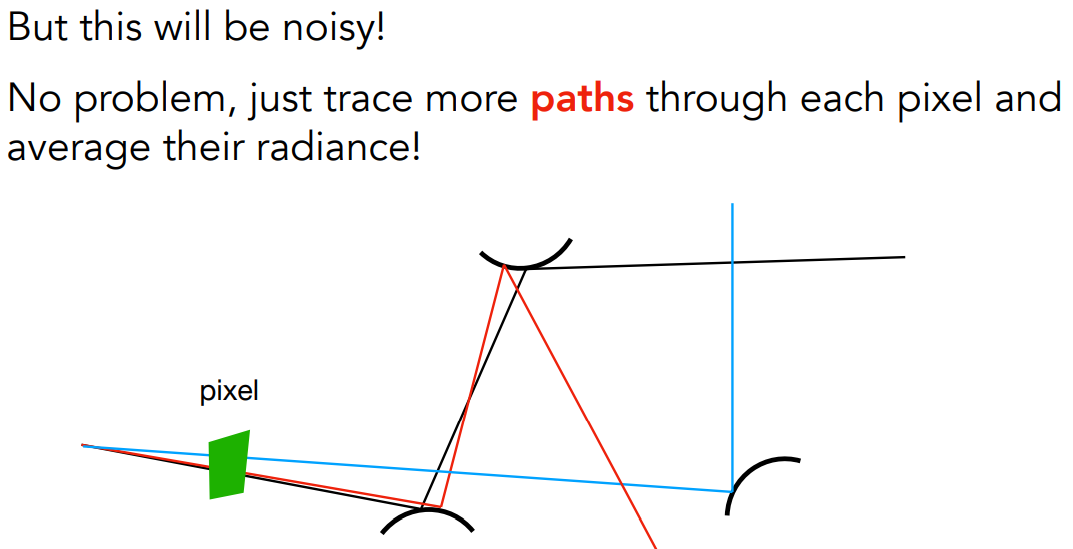 But this will be noisy!
No problem, just trace more paths through each pixel and
average their radiance!
pixel